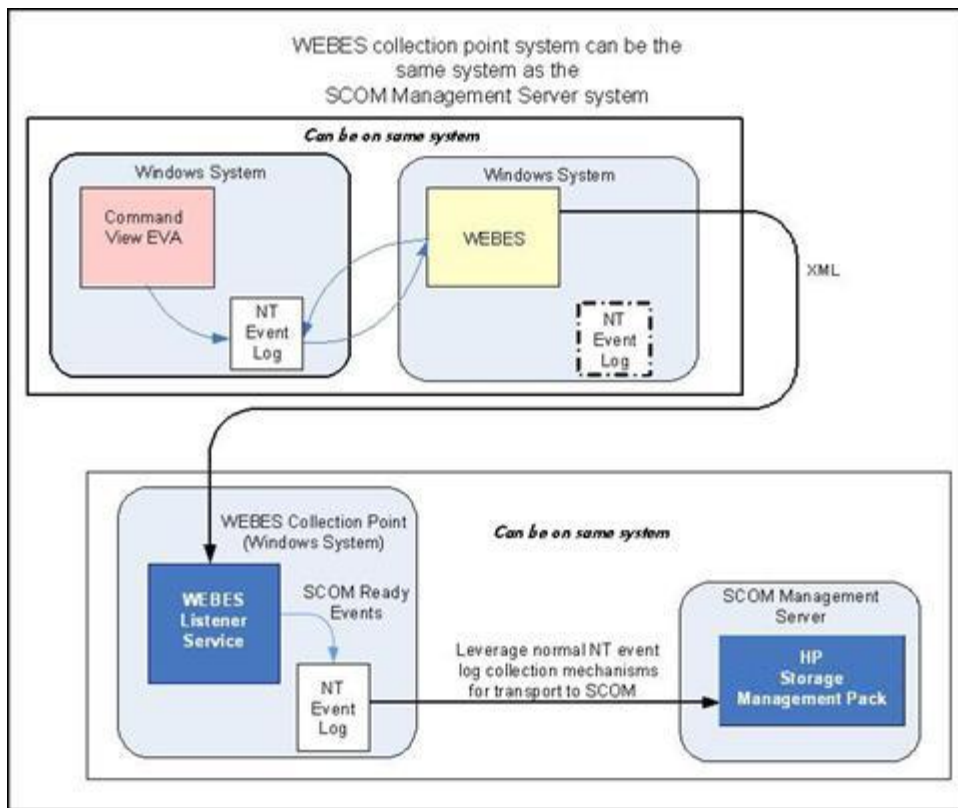 WEBES collection point system can be the
same system as the
SCOM Management Server system
Can be on same system
Windows System
Command
View EVA
NT
Event
Log
Windows System
WEBES
NT
Event
Log
XML
WEBES Collection Point
(Windows System)
WEBES
Listener
Service
SCOM Ready
Events
NT
Event
Log
Can be on same system
Leverage normal NT event
log collection mechanisms
for transport to SCOM
SCOM Management
Server
HP
Storage
Management Pack